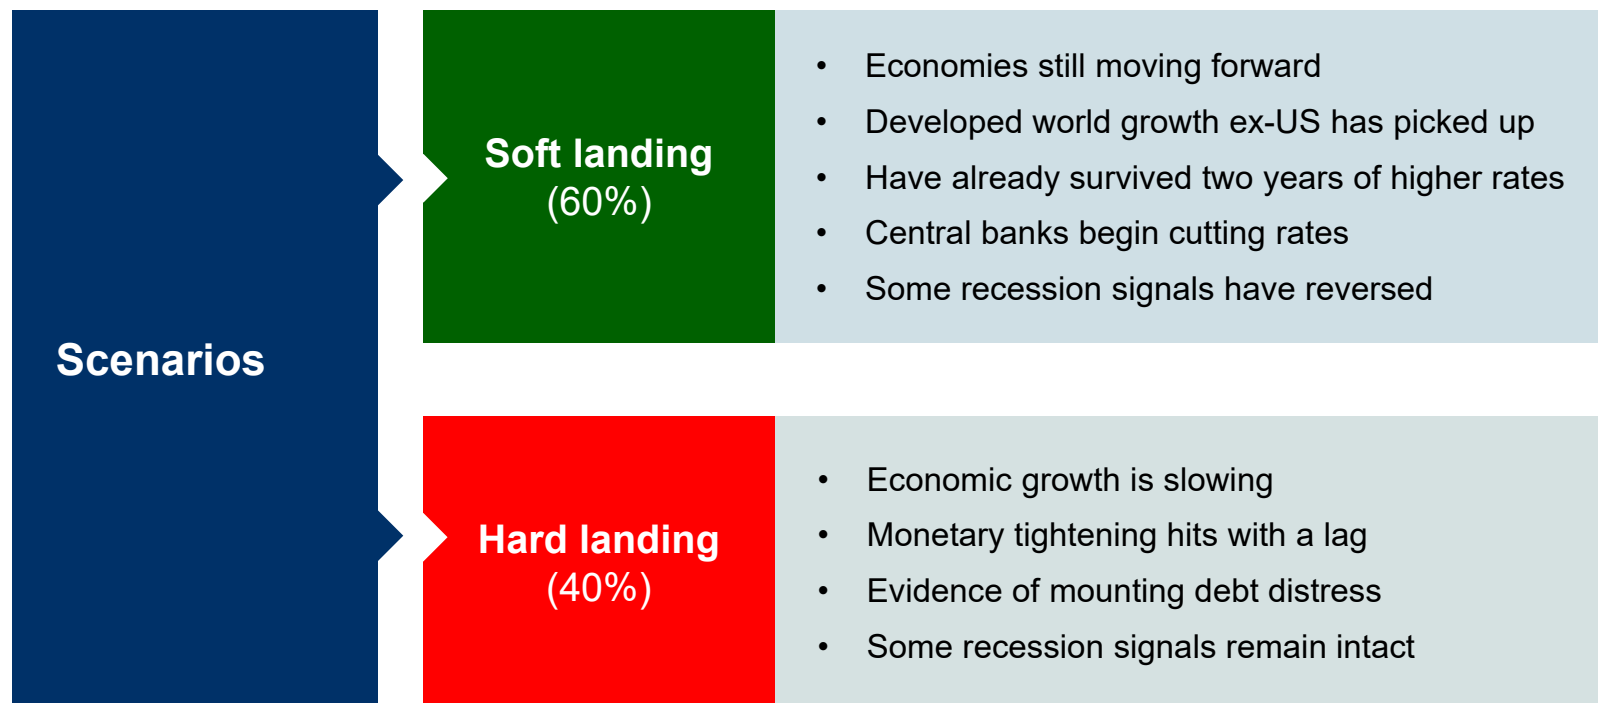 Scenarios
Soft landing
(60%)
• Economies still moving forward
• Developed world growth ex-US has picked up
• Have already survived two years of higher rates
• Central banks begin cutting rates
• Some recession signals have reversed
Hard landing
(40%)
• Economic growth is slowing
• Monetary tightening hits with a lag
• Evidence of mounting debt distress
• Some recession signals remain intact